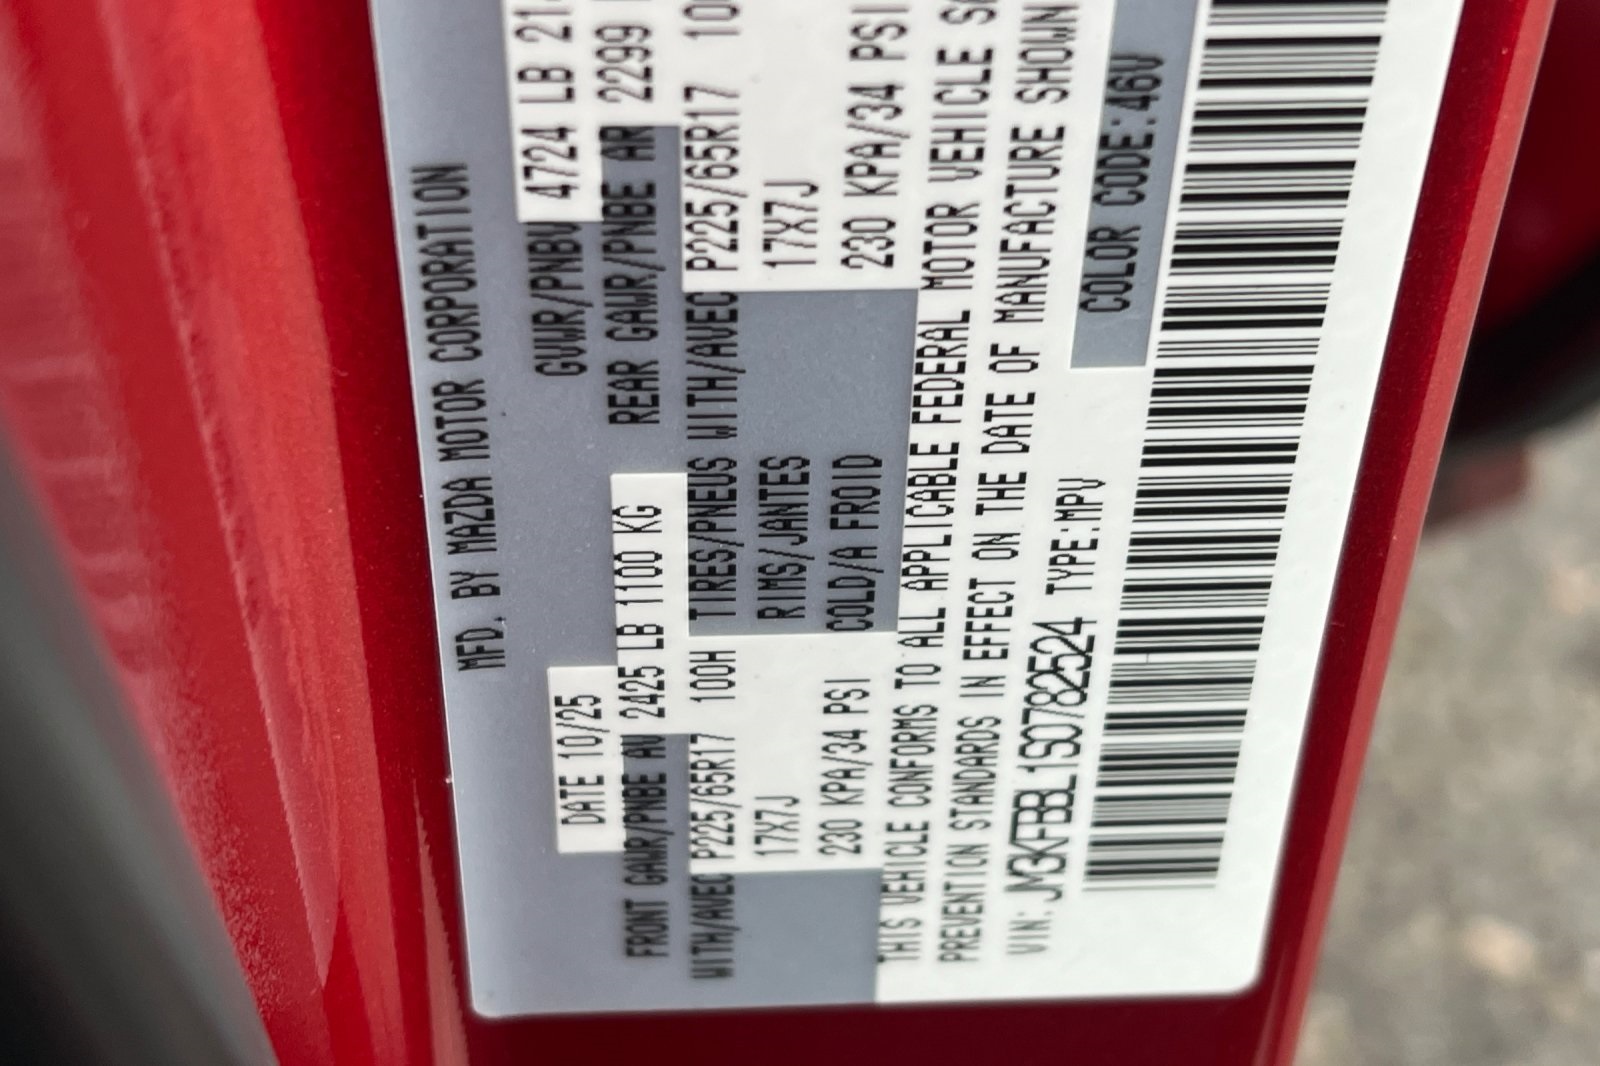 MFD. BY MAZDA MOTOR CORPORATION
DATE 10/25 GVWR/PNBV 4724 LB
FRONT GAWR/PNBE AV 2425 LB 1100 KG REAR GAWR/PNBE AR 2299
WITH/AVEC P225/65R17 100H TIRES/PNEUS WITH/AVEC P225/65R17
17X7J RIMS/JANTES 17X7J
230 KPA/34 PSI COLD/A FROID 230 KPA/34 PSI
THIS VEHICLE CONFORMS TO ALL APPLICABLE FEDERAL MOTOR VEHICLE
PREVENTION STANDARDS IN EFFECT ON THE DATE OF MANUFACTURE SHOWN
VIN: JM3KFBBL1S0782524 TYPE:MPV COLOR CODE:46V